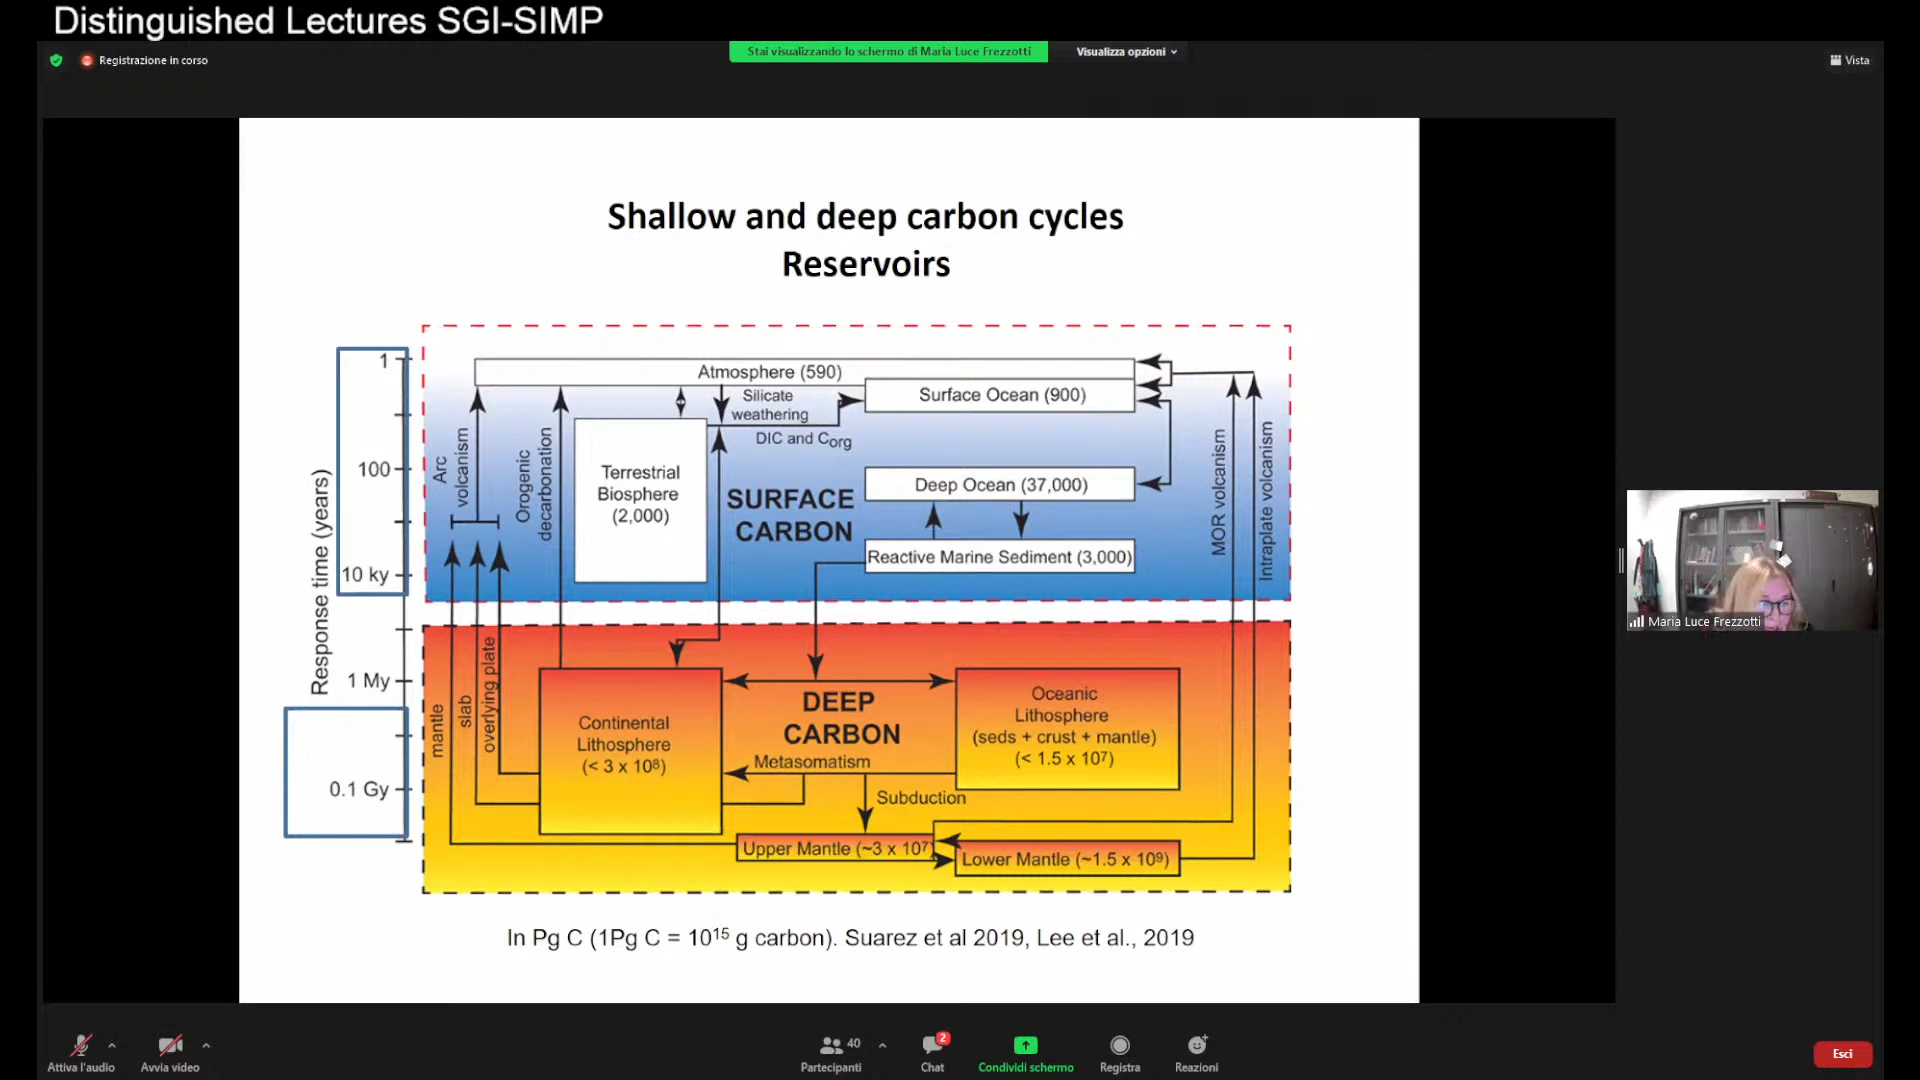 Distinguished Lectures SGI-SIMP
Stai visualizzando lo schermo di Maria Luce Frezzotti
Visualizza opzioni
Registrazione in corso
Vista
Shallow and deep carbon cycles
Reservoirs
Response time (years)
1
100
10 ky
1 My
0.1 Gy
Atmosphere (590)
Surface Ocean (900)
Silicate
weathering
DIC and Corg
Arc
volcanism
Orogenic
decarbonation
Terrestrial
Biosphere
(2,000)
SURFACE
CARBON
Deep Ocean (37,000)
Reactive Marine Sediment (3,000)
MOR volcanism
Intraplate volcanism
mantle
slab
overlying plate
Continental
Lithosphere
(< 3 x 10⁸)
DEEP
CARBON
Oceanic
Lithosphere
(seds + crust + mantle)
(< 1.5 x 10⁷)
Metasomatism
Subduction
Upper Mantle (~3 x 10⁷)
Lower Mantle (~1.5 x 10⁹)
In Pg C (1Pg C = 10¹⁵ g carbon). Suarez et al 2019, Lee et al., 2019
Maria Luce Frezzotti
Attiva l'audio
Avvia video
40
Partecipanti
2
Chat
Condividi schermo
Registra
Reazioni
Esci